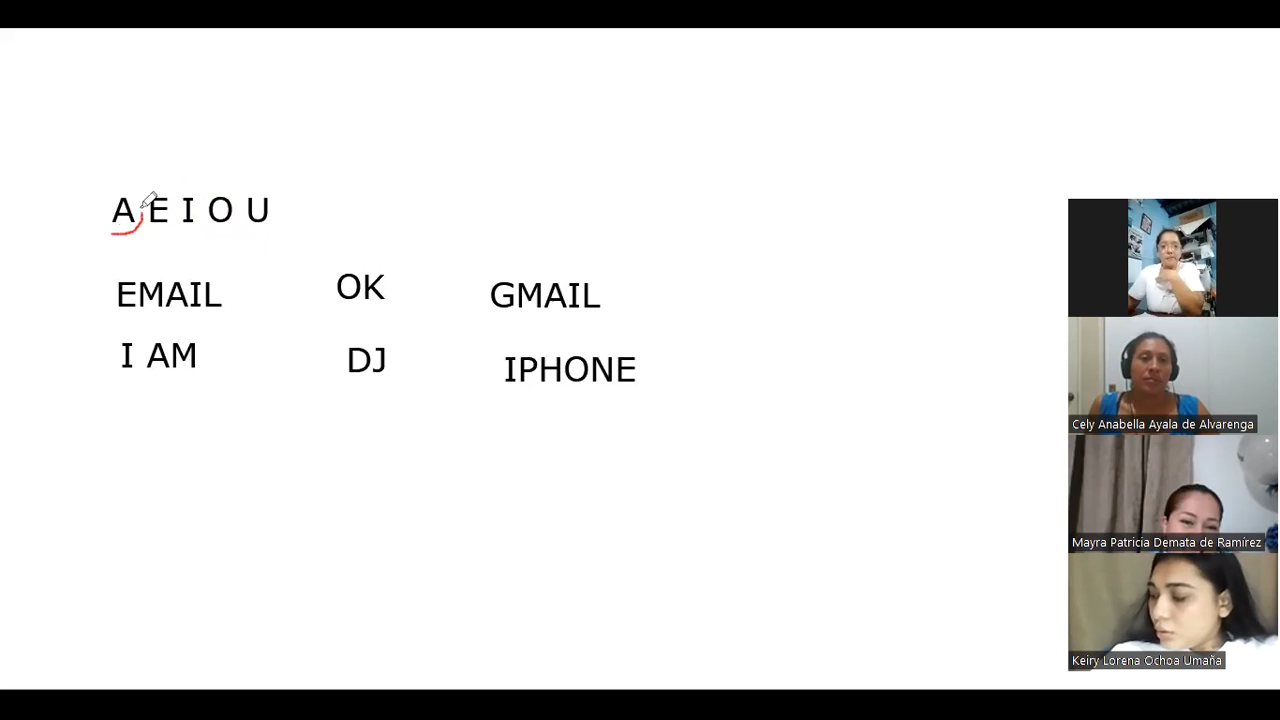 A E I O U
EMAIL OK GMAIL
I AM DJ IPHONE
Cely Anabella Ayala de Alvarenga
Mayra Patricia Demata de Ramírez
Keiry Lorena Ochoa Umaña